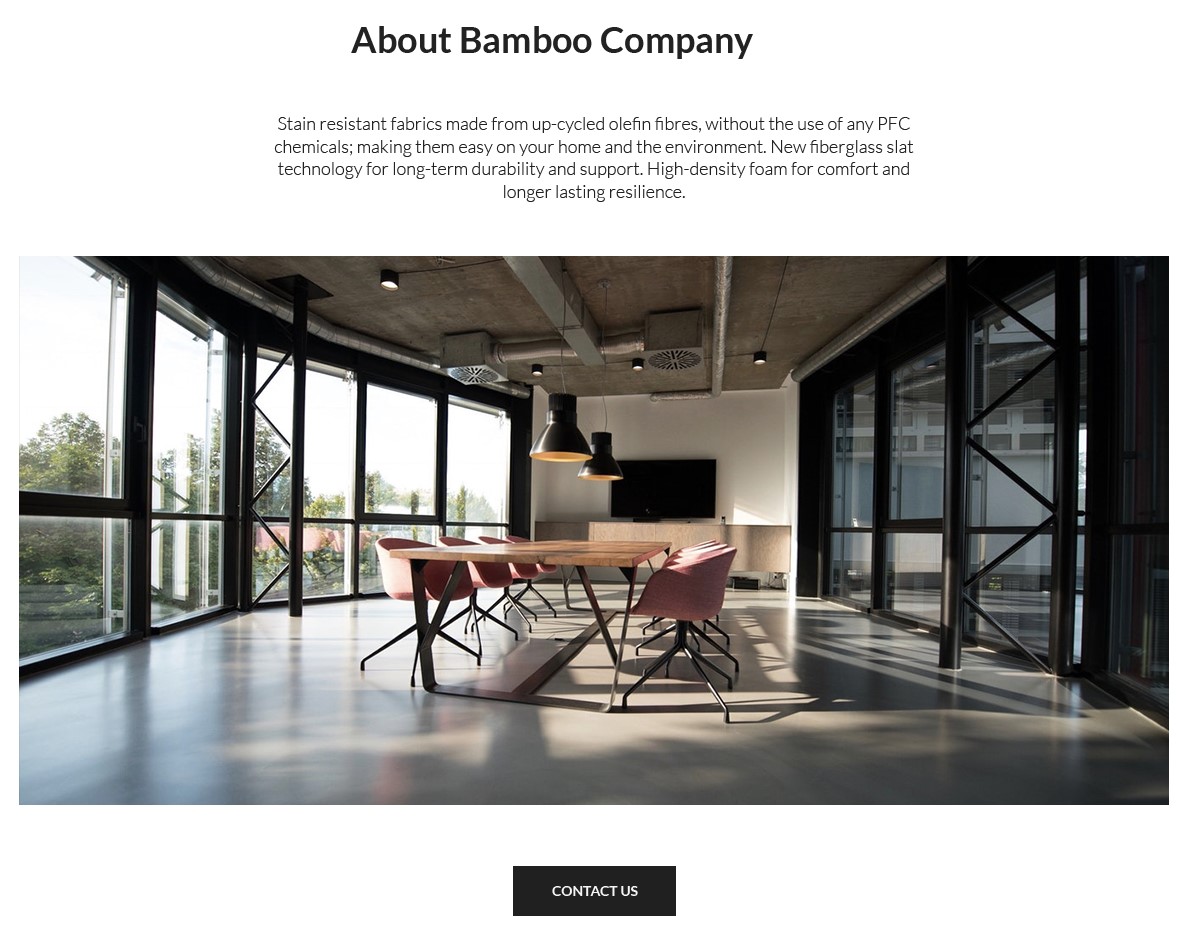 About Bamboo Company
Stain resistant fabrics made from up-cycled olefin fibres, without the use of any PFC
chemicals; making them easy on your home and the environment. New fiberglass slat
technology for long-term durability and support. High-density foam for comfort and
longer lasting resilience.
CONTACT US